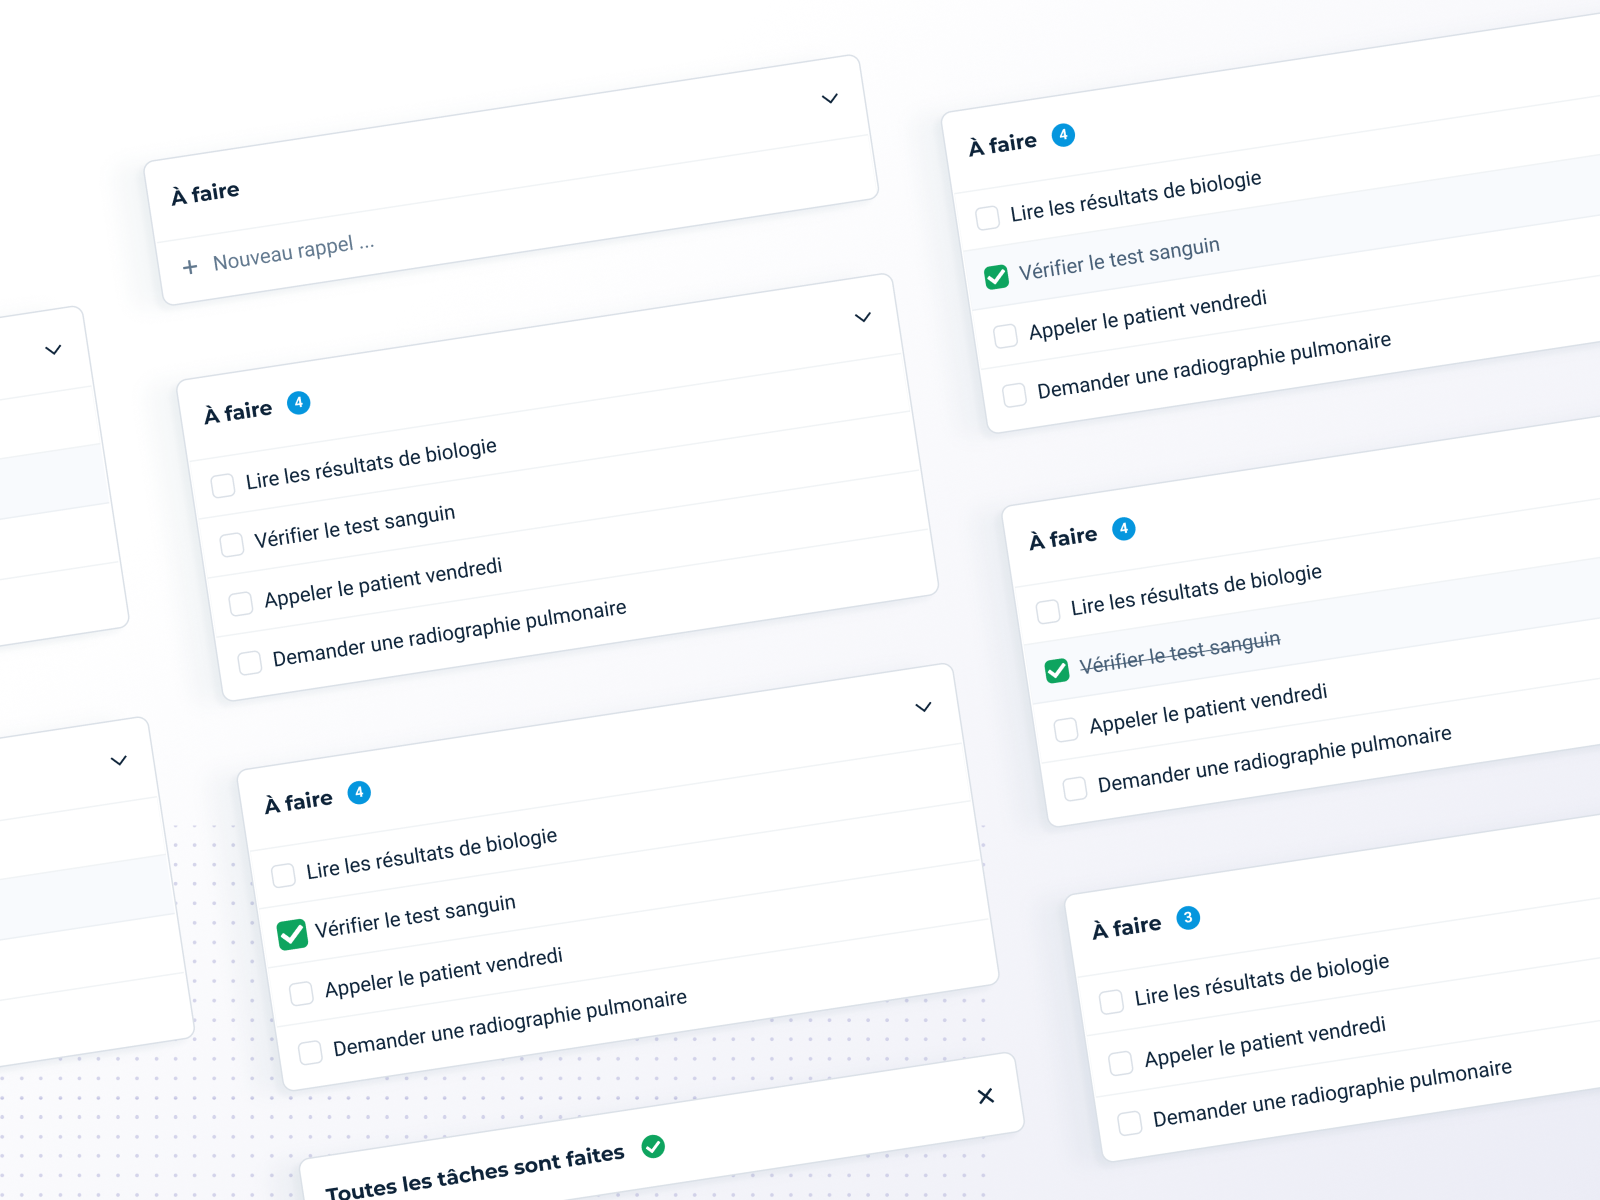 À faire
Nouveau rappel ...
À faire 4
Lire les résultats de biologie
Vérifier le test sanguin
Appeler le patient vendredi
Demander une radiographie pulmonaire
À faire 4
Lire les résultats de biologie
Vérifier le test sanguin
Appeler le patient vendredi
Demander une radiographie pulmonaire
Toutes les tâches sont faites
À faire 4
Lire les résultats de biologie
Vérifier le test sanguin
Appeler le patient vendredi
Demander une radiographie pulmonaire
À faire 4
Lire les résultats de biologie
Vérifier le test sanguin
Appeler le patient vendredi
Demander une radiographie pulmonaire
À faire 3
Lire les résultats de biologie
Appeler le patient vendredi
Demander une radiographie pulmonaire